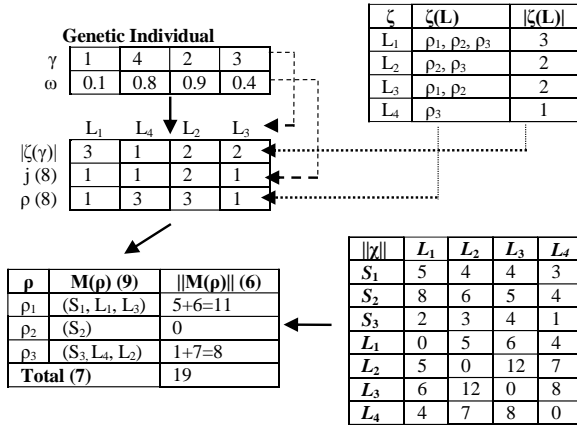 Genetic Individual
γ 1 4 2 3
ω 0.1 0.8 0.9 0.4
ζ ζ(L) |ζ(L)|
L1 ρ1, ρ2, ρ3 3
L2 ρ2, ρ3 2
L3 ρ1, ρ2 2
L4 ρ3 1
L1 L4 L2 L3
|ζ(γ)| 3 1 2 2
j (8) 1 1 2 1
ρ (8) 1 3 3 1
ρ M(ρ) (9) ||M(ρ)|| (6)
ρ1 (S1, L1, L3) 5+6=11
ρ2 (S2) 0
ρ3 (S3, L4, L2) 1+7=8
Total (7) 19
||χ|| L1 L2 L3 L4
S1 5 4 4 3
S2 8 6 5 4
S3 2 3 4 1
L1 0 5 6 4
L2 5 0 12 7
L3 6 12 0 8
L4 4 7 8 0